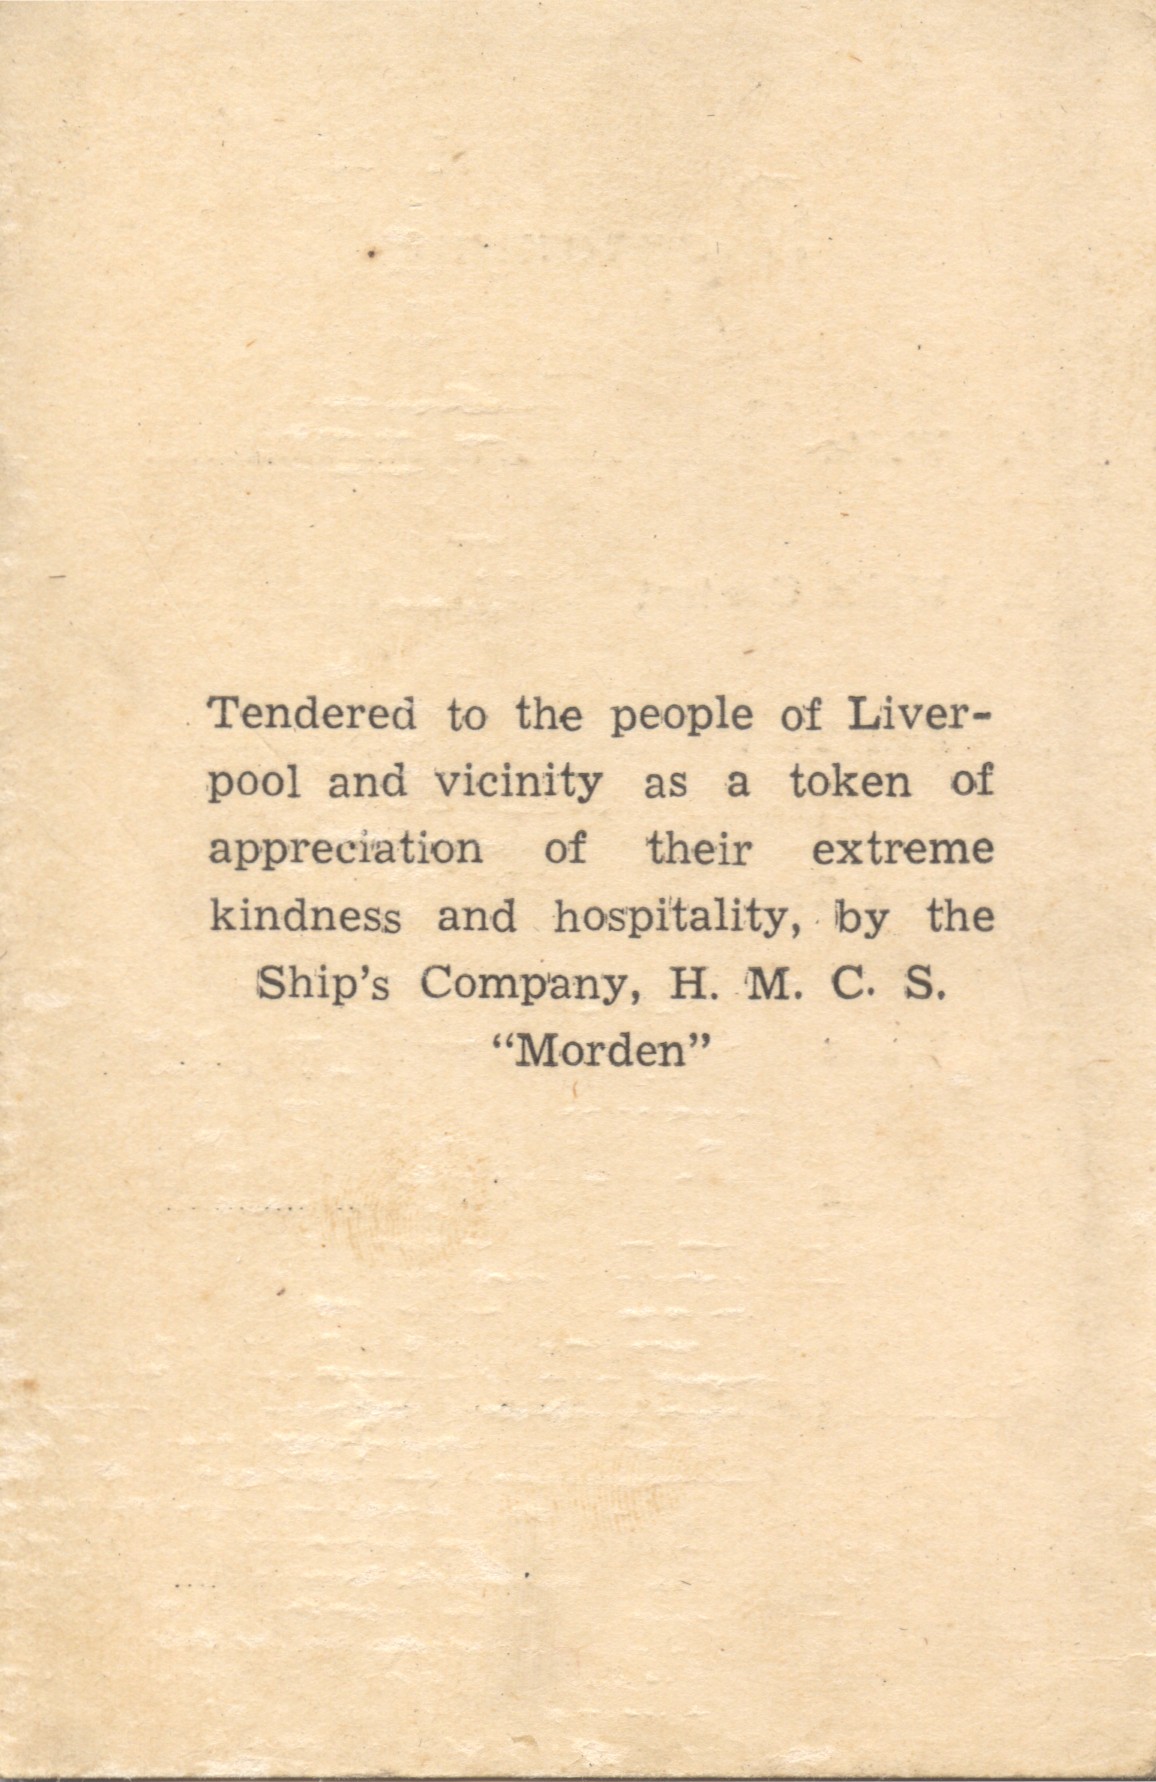 Tendered to the people of Liver-
pool and vicinity as a token of
appreciation of their extreme
kindness and hospitality, by the
Ship's Company, H. M. C. S.
“Morden”